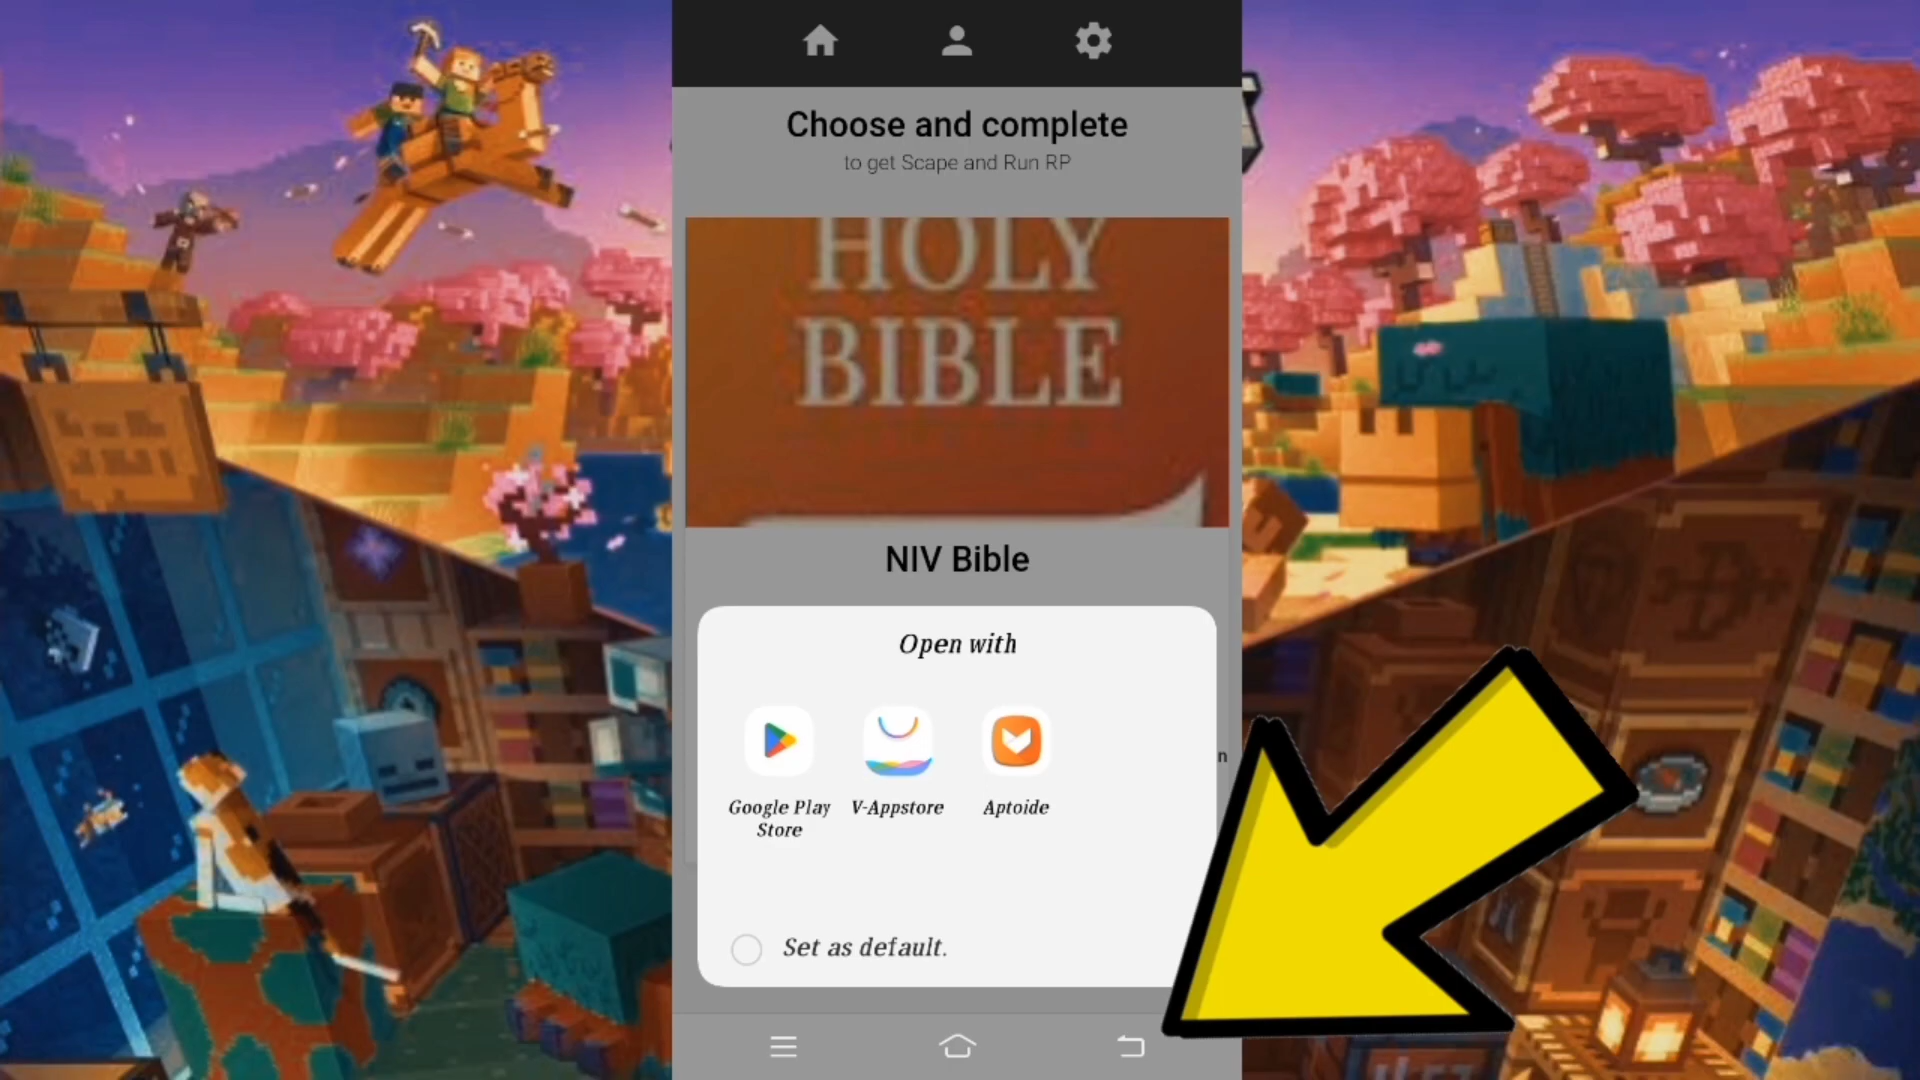 Choose and complete
to get Scape and Run RP
HOLY
BIBLE
NIV Bible
n
Open with
Google Play
Store
V-Appstore
Aptoide
Set as default.